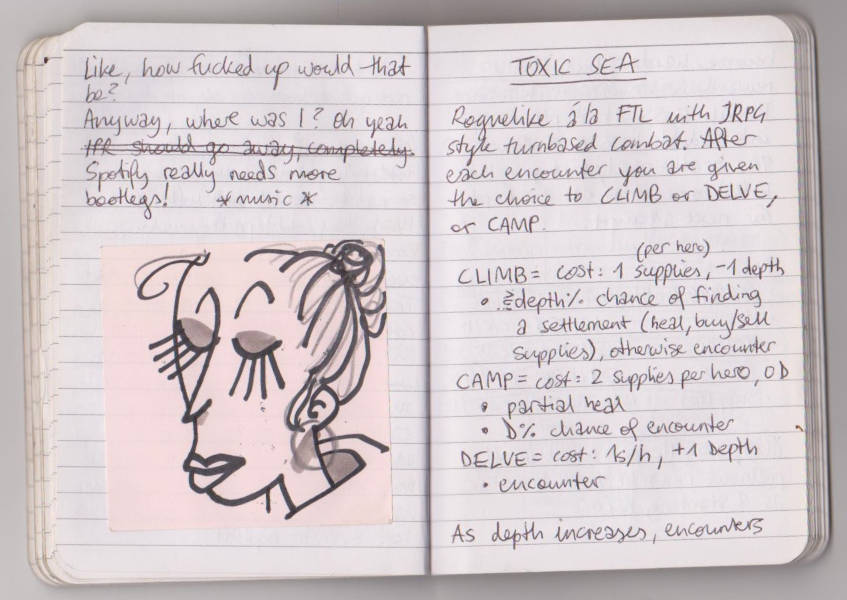 Like, how fucked up would that
be?
Anyway, where was I? Oh yeah
should go away, completely.
Spotify really needs more
bootlegs! *music*
TOXIC SEA
Roguelike á la FTL with JRPG
style turnbased combat. After
each encounter you are given
the choice to CLIMB or DELVE,
or CAMP.
(per hero)
CLIMB = cost: 1 supplies, -1 depth
• depth% chance of finding
a settlement (heal, buy/sell
supplies), otherwise encounter
CAMP = cost: 2 supplies per hero, 0D
• partial heal
• D% chance of encounter
DELVE = cost: 1s/h, +1 Depth
• encounter
As depth increases, encounters